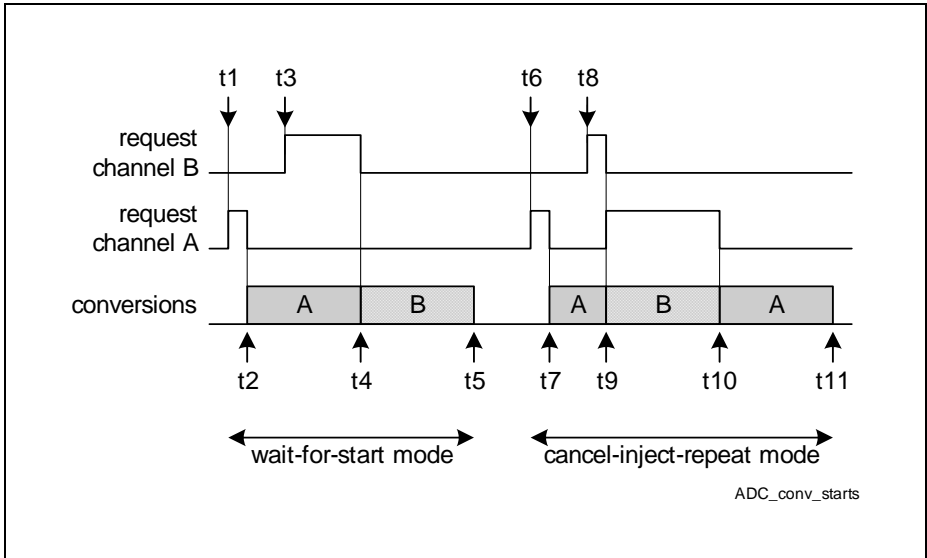 t1 t3 t6 t8
request
channel B
request
channel A
conversions A B A B A
t2 t4 t5 t7 t9 t10 t11
wait-for-start mode cancel-inject-repeat mode
ADC_conv_starts